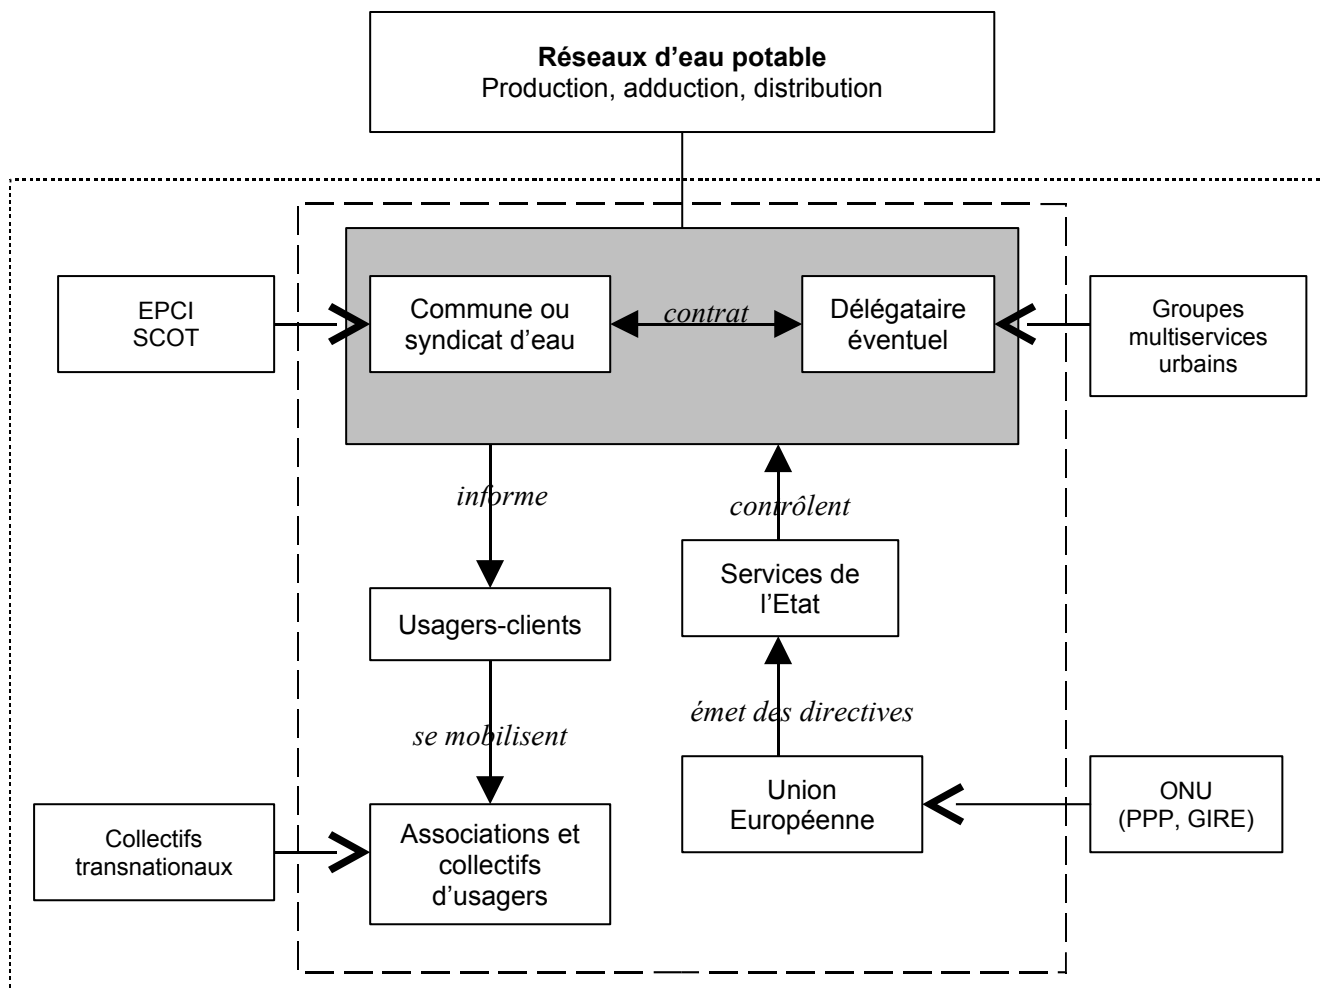 Réseaux d'eau potable
Production, adduction, distribution
EPCI
SCOT
Commune ou
syndicat d'eau
contrat
Délégataire
éventuel
Groupes
multiservices
urbains
informe
contrôlent
Services de
l'Etat
Usagers-clients
se mobilisent
émet des directives
Union
Européenne
ONU
(PPP, GIRE)
Collectifs
transnationaux
Associations et
collectifs
d'usagers